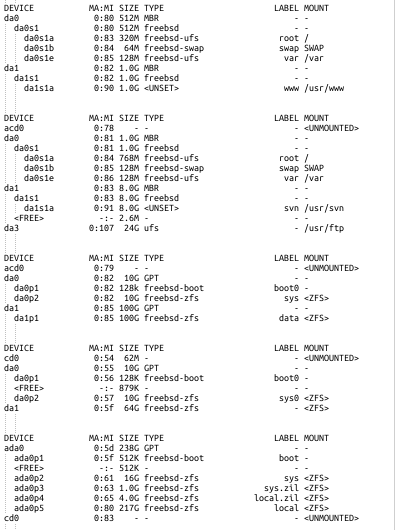 DEVICE MA:MI SIZE TYPE LABEL MOUNT
da0 0:80 512M MBR - -
da0s1 0:80 512M freebsd - -
da0s1a 0:83 320M freebsd-ufs root /
da0s1b 0:84 64M freebsd-swap swap SWAP
da0s1e 0:85 128M freebsd-ufs var /var
da1 0:82 1.0G MBR - -
da1s1 0:82 1.0G freebsd - -
da1s1a 0:90 1.0G <UNSET> www /usr/www
DEVICE MA:MI SIZE TYPE LABEL MOUNT
acd0 0:78 - - - <UNMOUNTED>
da0 0:81 1.0G MBR - -
da0s1 0:81 1.0G freebsd - -
da0s1a 0:84 768M freebsd-ufs root /
da0s1b 0:85 128M freebsd-swap swap SWAP
da0s1e 0:86 128M freebsd-ufs var /var
da1 0:83 8.0G MBR - -
da1s1 0:83 8.0G freebsd - -
da1s1a 0:91 8.0G <UNSET> svn /usr/svn
<FREE> -:- 2.6M -
da3 0:107 24G ufs - /usr/ftp
DEVICE MA:MI SIZE TYPE LABEL MOUNT
acd0 0:79 - - - <UNMOUNTED>
da0 0:82 10G GPT - -
da0p1 0:82 128k freebsd-boot boot0 -
da0p2 0:82 10G freebsd-zfs sys <ZFS>
da1 0:85 100G GPT - -
da1p1 0:85 100G freebsd-zfs data <ZFS>
DEVICE MA:MI SIZE TYPE LABEL MOUNT
cd0 0:54 62M - - <UNMOUNTED>
da0 0:55 10G GPT - -
da0p1 0:56 128K freebsd-boot boot0 -
<FREE> -:- 879K - - -
da0p2 0:57 10G freebsd-zfs sys0 <ZFS>
da1 0:5f 64G freebsd-zfs - <ZFS>
DEVICE MA:MI SIZE TYPE LABEL MOUNT
ada0 0:5d 238G GPT - -
ada0p1 0:5f 512K freebsd-boot boot -
<FREE> -:- 512K - - -
ada0p2 0:61 16G freebsd-zfs sys <ZFS>
ada0p3 0:63 1.0G freebsd-zfs sys.zil <ZFS>
ada0p4 0:65 4.0G freebsd-zfs local.zil <ZFS>
ada0p5 0:80 217G freebsd-zfs local <ZFS>
cd0 0:83 - - - <UNMOUNTED>